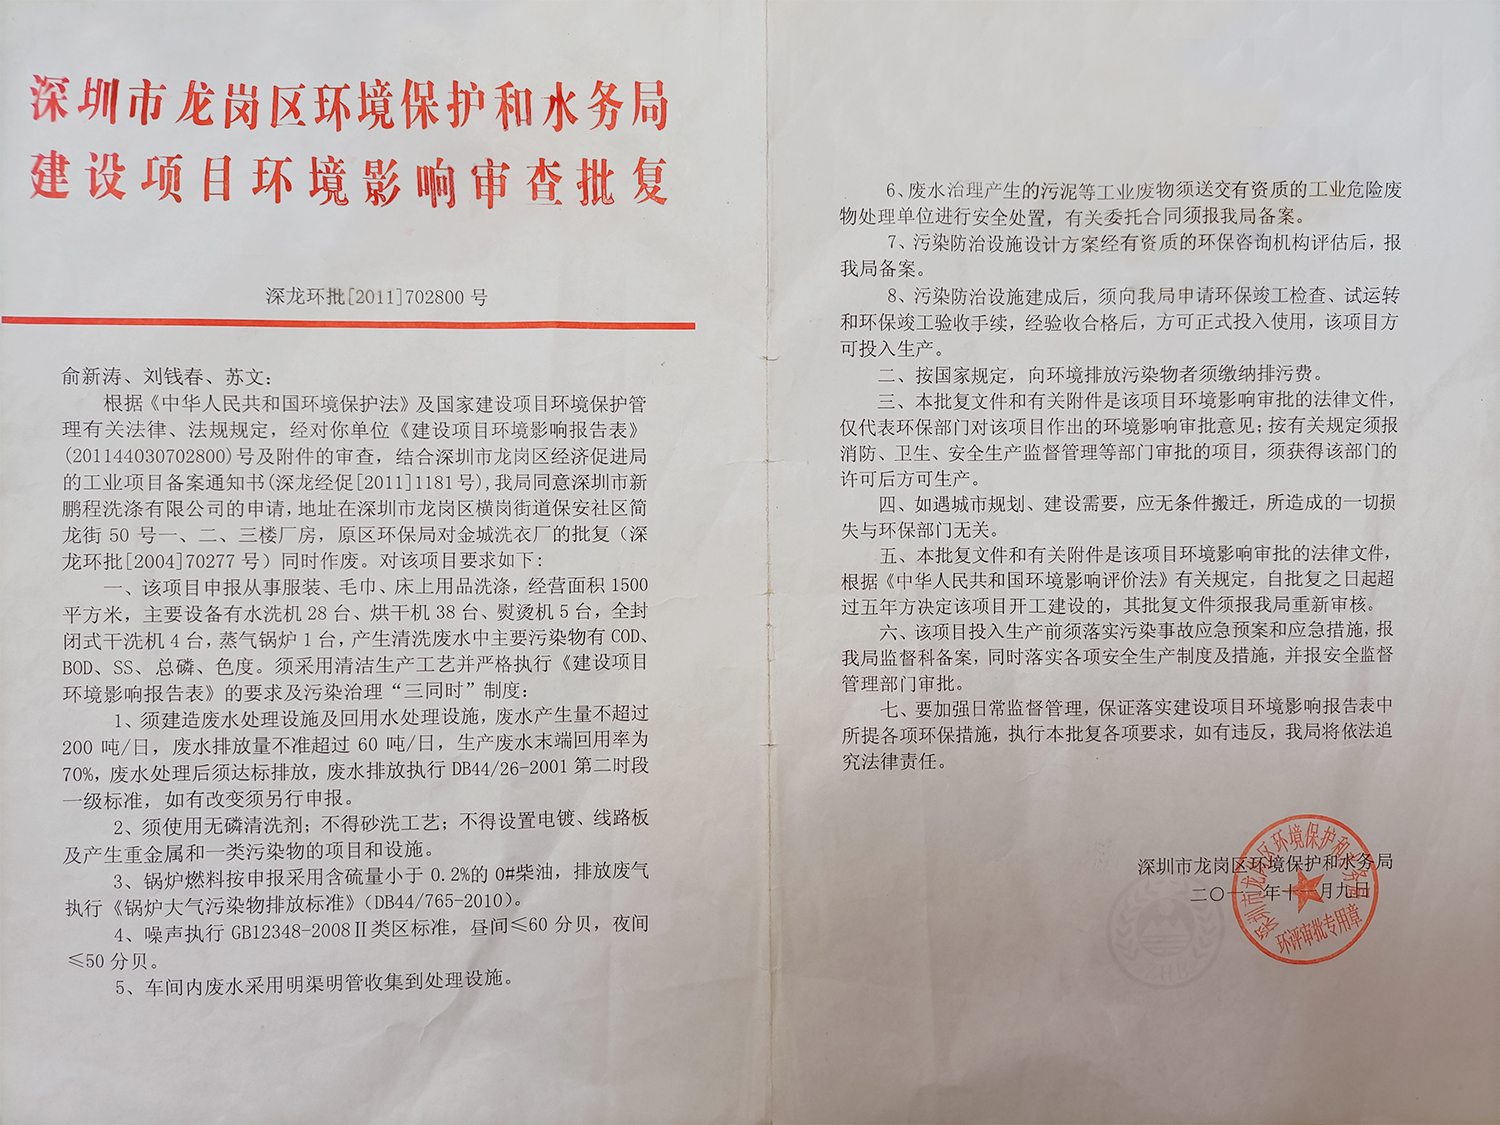 深圳市龙岗区环境保护和水务局
建设项目环境影响审查批复
深龙环批[2011]702800 号
俞新涛、刘钱春、苏文：
根据《中华人民共和国环境保护法》及国家建设项目环境保护管
理有关法律、法规规定，经对你单位《建设项目环境影响报告表》
(201144030702800)号及附件的审查，结合深圳市龙岗区经济促进局
的工业项目备案通知书(深龙经促[2011]1181号),我局同意深圳市新
鹏程洗涤有限公司的申请,地址在深圳市龙岗区横岗街道保安社区简
龙街 50 号一、二、三楼厂房，原区环保局对金城洗衣厂的批复（深
龙环批[2004]70277 号）同时作废。对该项目要求如下:
一、该项目申报从事服装、毛巾、床上用品洗涤，经营面积 1500
平方米，主要设备有水洗机 28 台、烘干机 38 台、熨烫机 5 台，全封
闭式干洗机 4 台，蒸气锅炉 1 台，产生清洗废水中主要污染物有 COD、
BOD、SS、总磷、色度。须采用清洁生产工艺并严格执行《建设项目
环境影响报告表》的要求及污染治理“三同时”制度：
1、须建造废水处理设施及回用水处理设施，废水产生量不超过
200 吨/日，废水排放量不准超过 60 吨/日，生产废水末端回用率为
70%，废水处理后须达标排放，废水排放执行 DB44/26-2001 第二时段
一级标准，如有改变须另行申报。
2、须使用无磷清洗剂；不得砂洗工艺；不得设置电镀、线路板
及产生重金属和一类污染物的项目和设施。
3、锅炉燃料按申报采用含硫量小于 0.2%的 0#柴油，排放废气
执行《锅炉大气污染物排放标准》（DB44/765-2010）。
4、噪声执行 GB12348-2008Ⅱ类区标准，昼间≤60 分贝，夜间
≤50 分贝。
5、车间内废水采用明渠明管收集到处理设施。
6、废水治理产生的污泥等工业废物须送交有资质的工业危险废
物处理单位进行安全处置，有关委托合同须报我局备案。
7、污染防治设施设计方案经有资质的环保咨询机构评估后，报
我局备案。
8、污染防治设施建成后，须向我局申请环保竣工检查、试运转
和环保竣工验收手续，经验收合格后，方可正式投入使用，该项目方
可投入生产。
二、按国家规定，向环境排放污染物者须缴纳排污费。
三、本批复文件和有关附件是该项目环境影响审批的法律文件，
仅代表环保部门对该项目作出的环境影响审批意见；按有关规定须报
消防、卫生、安全生产监督管理等部门审批的项目，须获得该部门的
许可后方可生产。
四、如遇城市规划、建设需要，应无条件搬迁，所造成的一切损
失与环保部门无关。
五、本批复文件和有关附件是该项目环境影响审批的法律文件，
根据《中华人民共和国环境影响评价法》有关规定，自批复之日起超
过五年方决定该项目开工建设的，其批复文件须报我局重新审核。
六、该项目投入生产前须落实污染事故应急预案和应急措施，报
我局监督科备案，同时落实各项安全生产制度及措施，并报安全监督
管理部门审批。
七、要加强日常监督管理，保证落实建设项目环境影响报告表中
所提各项环保措施，执行本批复各项要求，如有违反，我局将依法追
究法律责任。
深圳市龙岗区环境保护和水务局
二〇一一年十一月九日
深圳市龙岗区环境保护和水务局
环评审批专用章